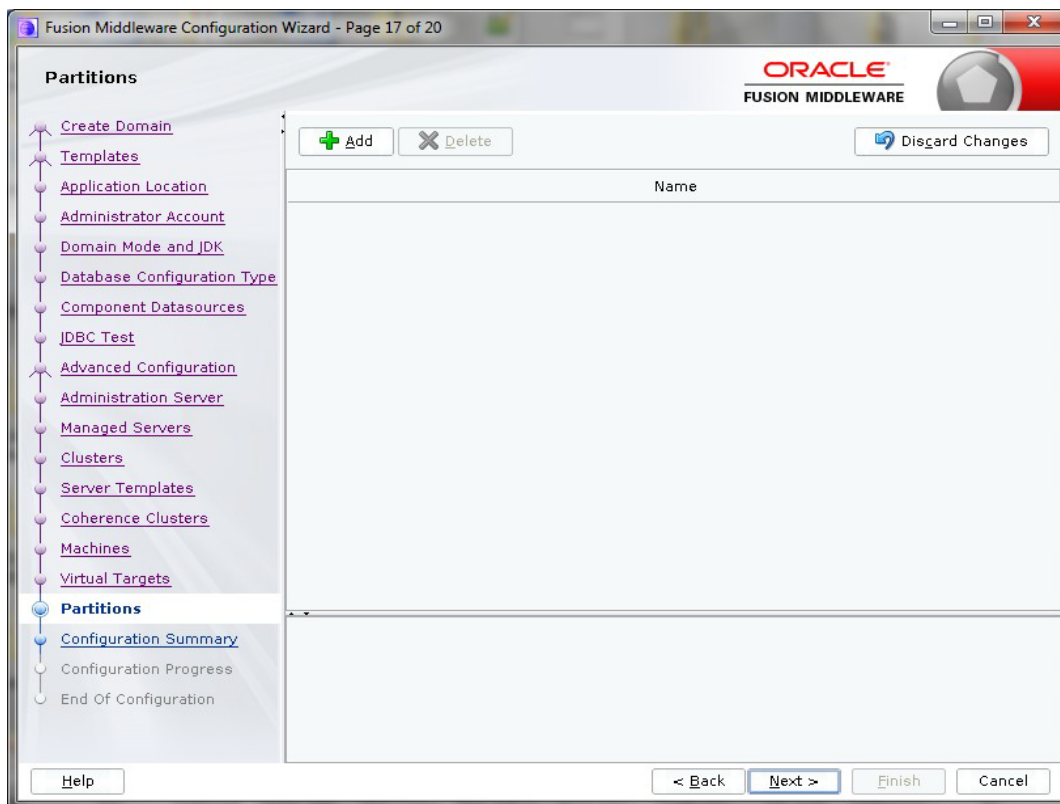 Fusion Middleware Configuration Wizard - Page 17 of 20
Partitions
ORACLE
FUSION MIDDLEWARE
Create Domain
Templates
Application Location
Administrator Account
Domain Mode and JDK
Database Configuration Type
Component Datasources
JDBC Test
Advanced Configuration
Administration Server
Managed Servers
Clusters
Server Templates
Coherence Clusters
Machines
Virtual Targets
Partitions
Configuration Summary
Configuration Progress
End Of Configuration
Add Delete Discard Changes
Name
Help < Back Next > Finish Cancel